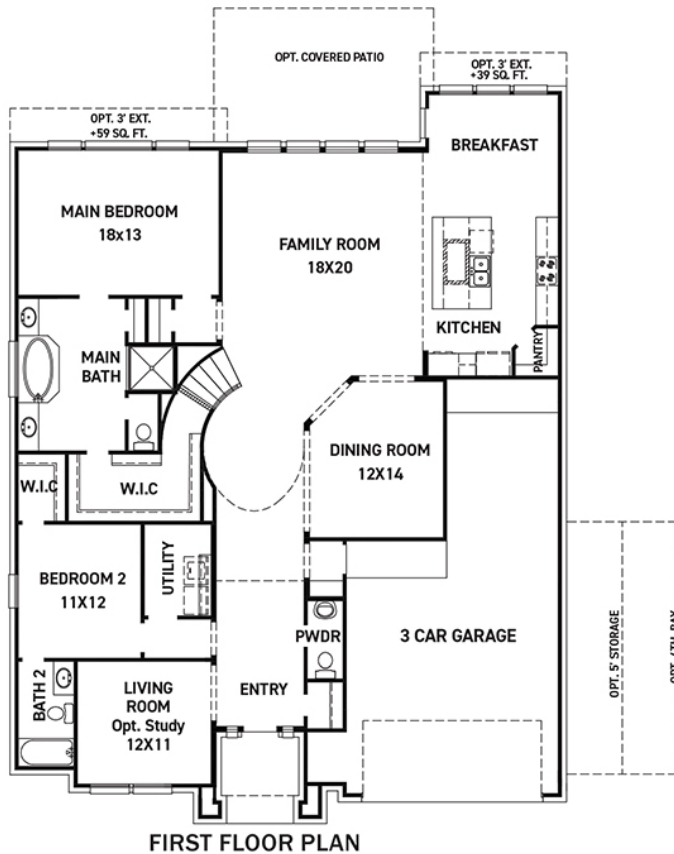 OPT. COVERED PATIO
OPT. 3' EXT.
+39 SQ. FT.
OPT. 3' EXT.
+59 SQ. FT.
BREAKFAST
MAIN BEDROOM
18x13
FAMILY ROOM
18X20
KITCHEN
PANTRY
MAIN
BATH
DINING ROOM
12X14
W.I.C
W.I.C
UTILITY
BEDROOM 2
11X12
PWDR
3 CAR GARAGE
OPT. 5' STORAGE
BATH 2
LIVING
ROOM
Opt. Study
12X11
ENTRY
FIRST FLOOR PLAN